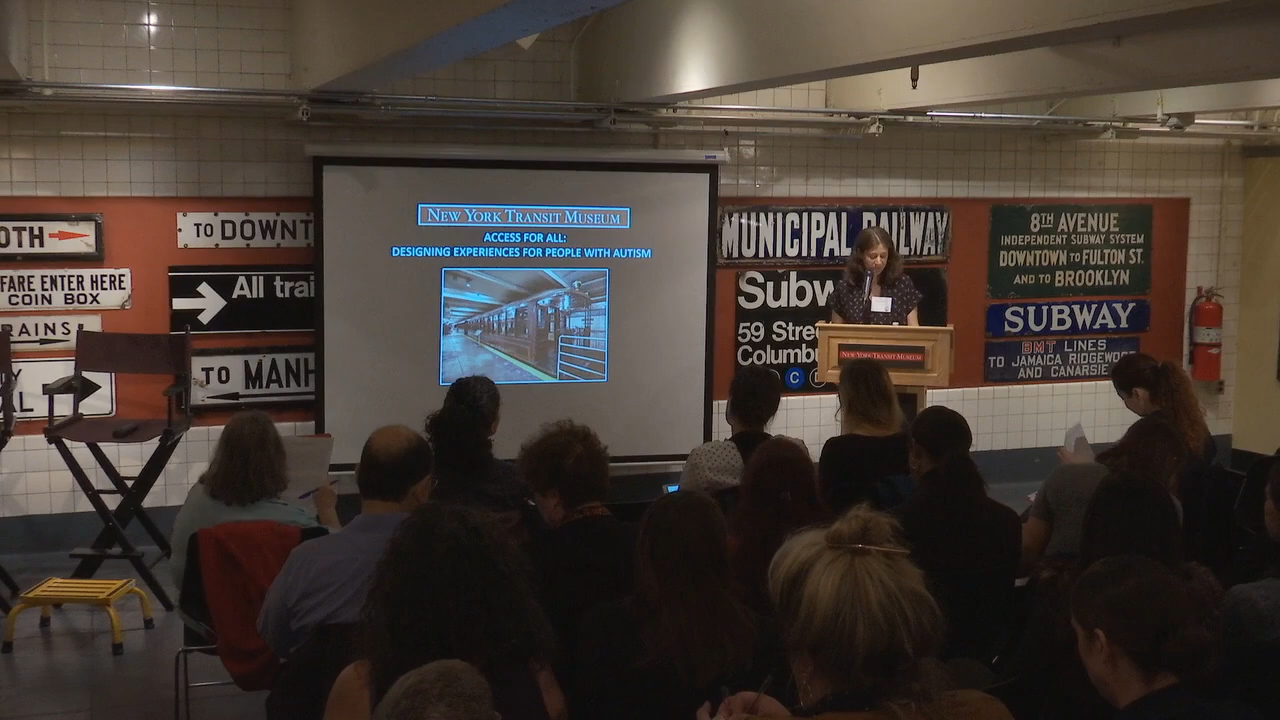 OTH
FARE ENTER HERE
COIN BOX
RAINS
L
TO DOWNT
All trai
TO MANH
NEW YORK TRANSIT MUSEUM
ACCESS FOR ALL:
DESIGNING EXPERIENCES FOR PEOPLE WITH AUTISM
MUNICIPAL RAILWAY
Subw
59 Stree
Columbu
C
NEW YORK TRANSIT MUSEUM
8TH AVENUE
INDEPENDENT SUBWAY SYSTEM
DOWNTOWN TO FULTON ST.
AND TO BROOKLYN
SUBWAY
BMT LINES
TO JAMAICA RIDGEWOOD
AND CANARSIE